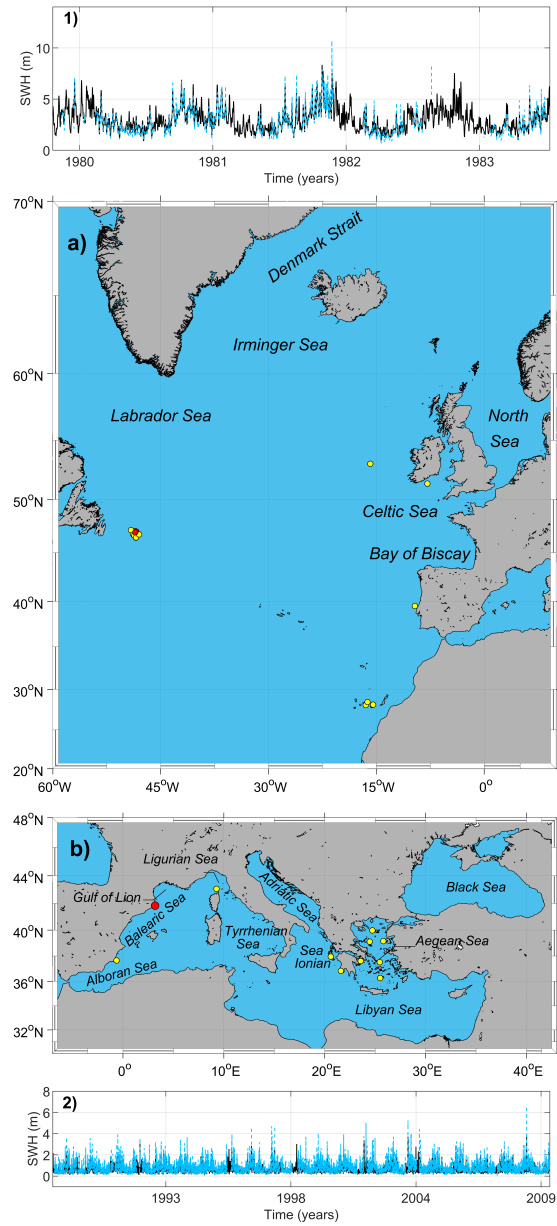 1)
SWH (m)
10
5
0
1980
1981
1982
1983
Time (years)
70°N
a)
Denmark Strait
Irminger Sea
60°N
Labrador Sea
North
Sea
50°N
Celtic Sea
Bay of Biscay
40°N
30°N
20°N
60°W
45°W
30°W
15°W
0°
48°N
b)
Ligurian Sea
44°N
Gulf of Lion
Adriatic Sea
Black Sea
Balearic Sea
40°N
Tyrrhenian
Sea
Aegean Sea
Sea
Ionian
Alboran Sea
36°N
Libyan Sea
32°N
0°
10°E
20°E
30°E
40°E
2)
SWH (m)
8
6
4
2
0
1993
1998
2004
2009
Time (years)